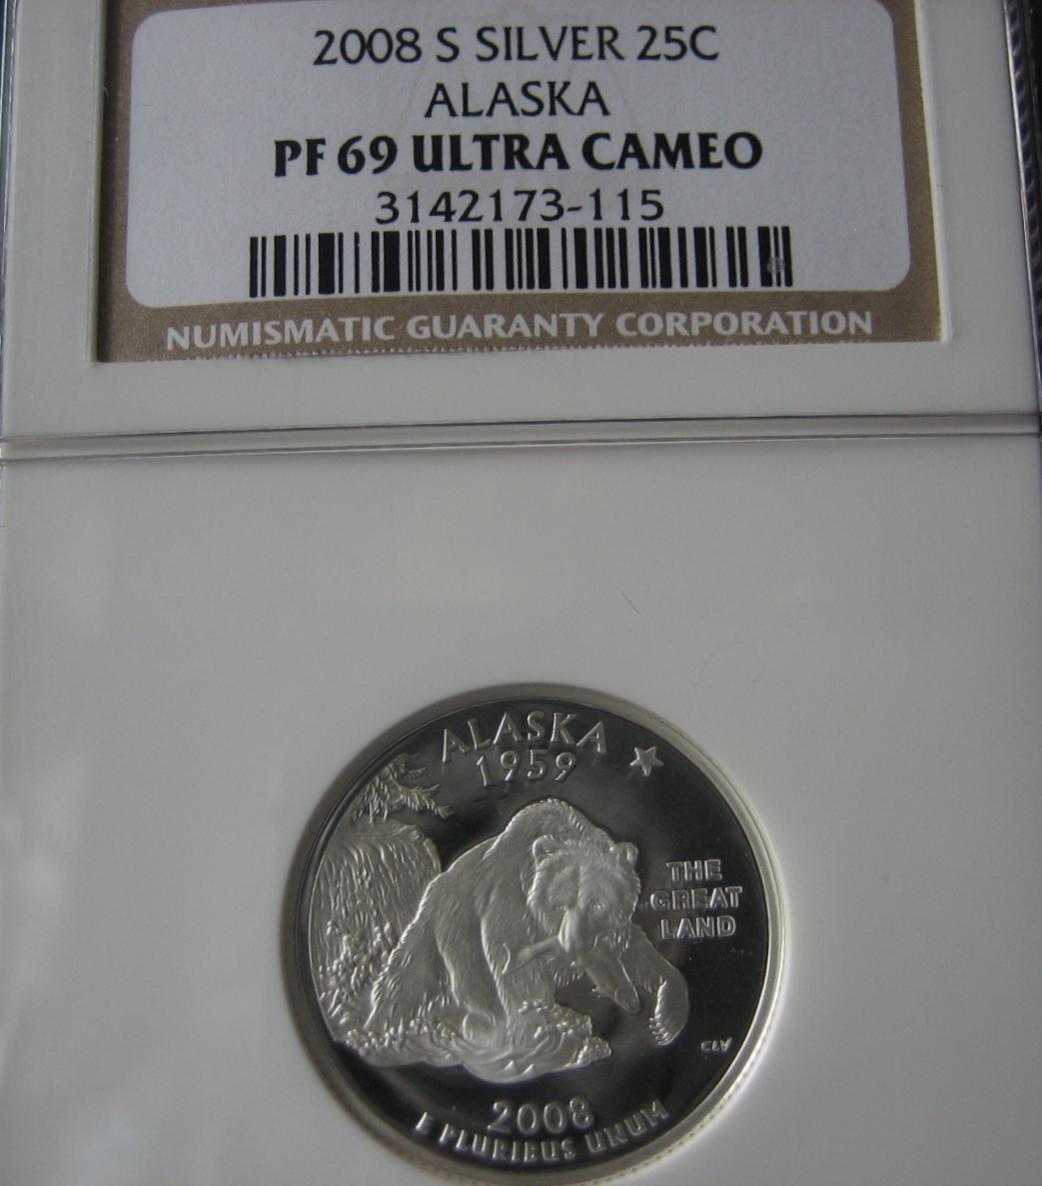 2008 S SILVER 25C
ALASKA
PF 69 ULTRA CAMEO
3142173-115
NUMISMATIC GUARANTY CORPORATION
ALASKA
1959
THE
GREAT
LAND
CLV
2008
E PLURIBUS UNUM